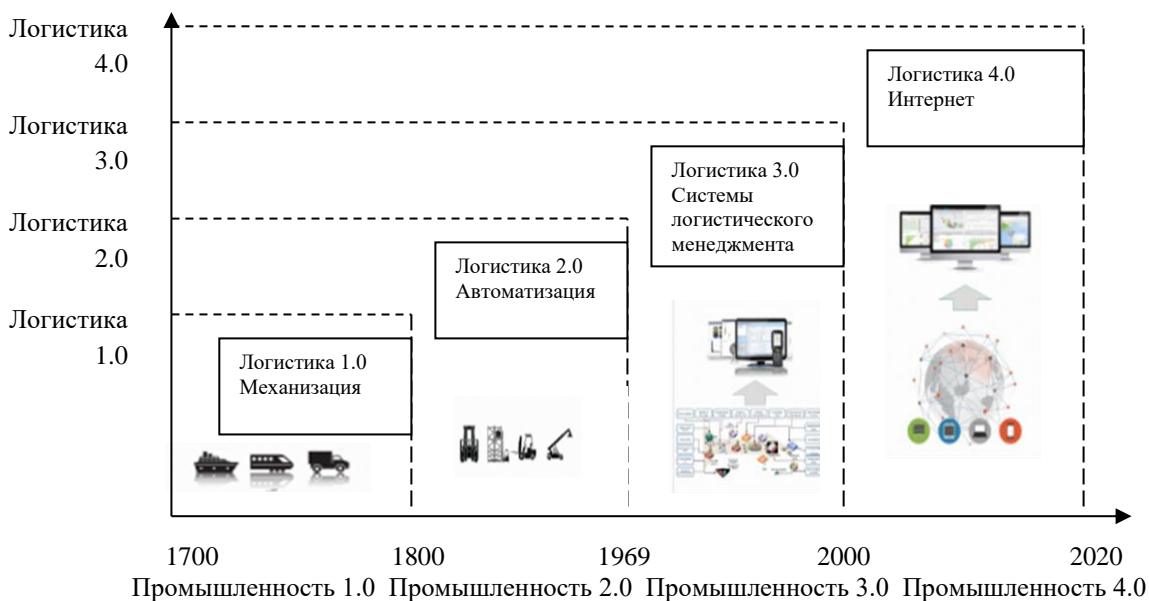 Логистика
4.0
Логистика 4.0
Интернет
Логистика
3.0
Логистика 3.0
Системы
логистического
менеджмента
Логистика
2.0
Логистика 2.0
Автоматизация
Логистика
1.0
Логистика 1.0
Механизация
1700 1800 1969 2000 2020
Промышленность 1.0 Промышленность 2.0 Промышленность 3.0 Промышленность 4.0